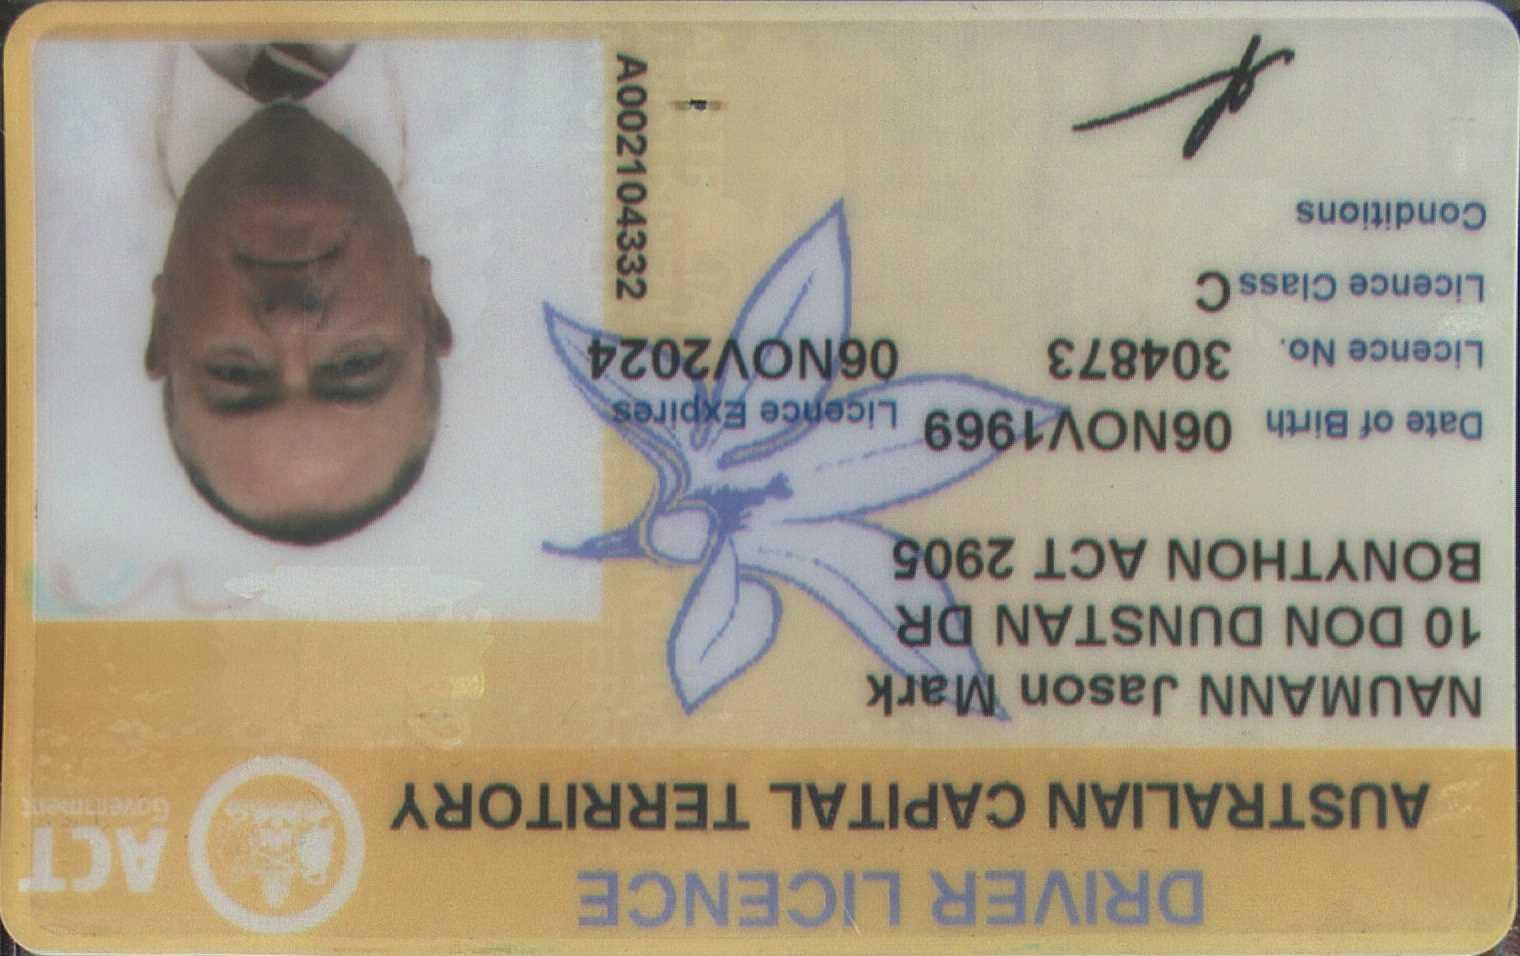 DRIVER LICENCE
AUSTRALIAN CAPITAL TERRITORY
ACT
Government
NAUMANN Jason Mark
10 DON DUNSTAN DR
BONYTHON ACT 2905
Date of Birth 06NOV1969
Licence Expires
Licence No. 304873
06NOV2024
Licence Class C
Conditions
A002104332